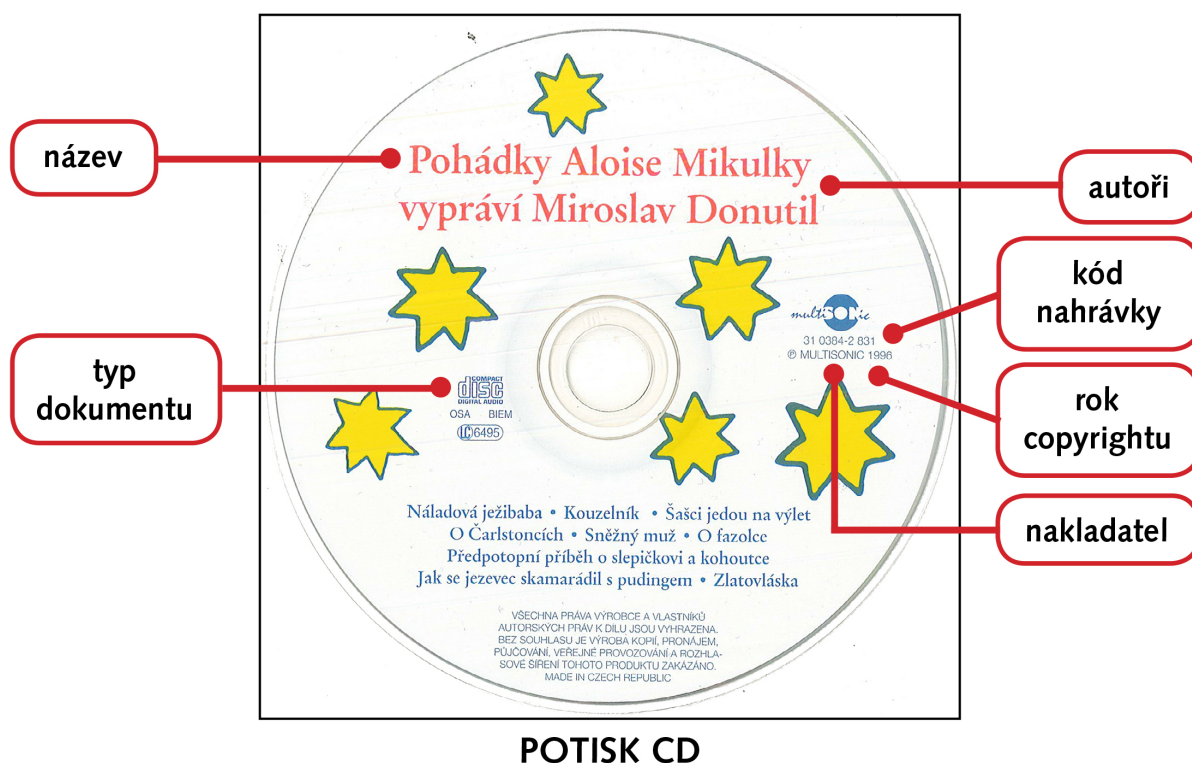 název
Pohádky Aloise Mikulky
vypráví Miroslav Donutil
autoři
kód
nahrávky
multisonic
31 0384-2 831
℗ MULTISONIC 1996
typ
dokumentu
COMPACT
disc
DIGITAL AUDIO
OSA BIEM
LC 6495
rok
copyrightu
nakladatel
Náladová ježibaba • Kouzelník • Šašci jedou na výlet
O Čarlstoncích • Sněžný muž • O fazolce
Předpotopní příběh o slepičkovi a kohoutce
Jak se jezevec skamarádil s pudingem • Zlatovláska
VŠECHNA PRÁVA VÝROBCE A VLASTNÍKŮ
AUTORSKÝCH PRÁV K DILU JSOU VYHRAZENA.
BEZ SOUHLASU JE VÝROBA KOPIÍ, PRONÁJEM,
PŮJČOVÁNÍ, VEŘEJNÉ PROVOZOVÁNÍ A ROZHLA-
SOVÉ ŠÍŘENÍ TOHOTO PRODUKTU ZAKÁZÁNO.
MADE IN CZECH REPUBLIC
POTISK CD